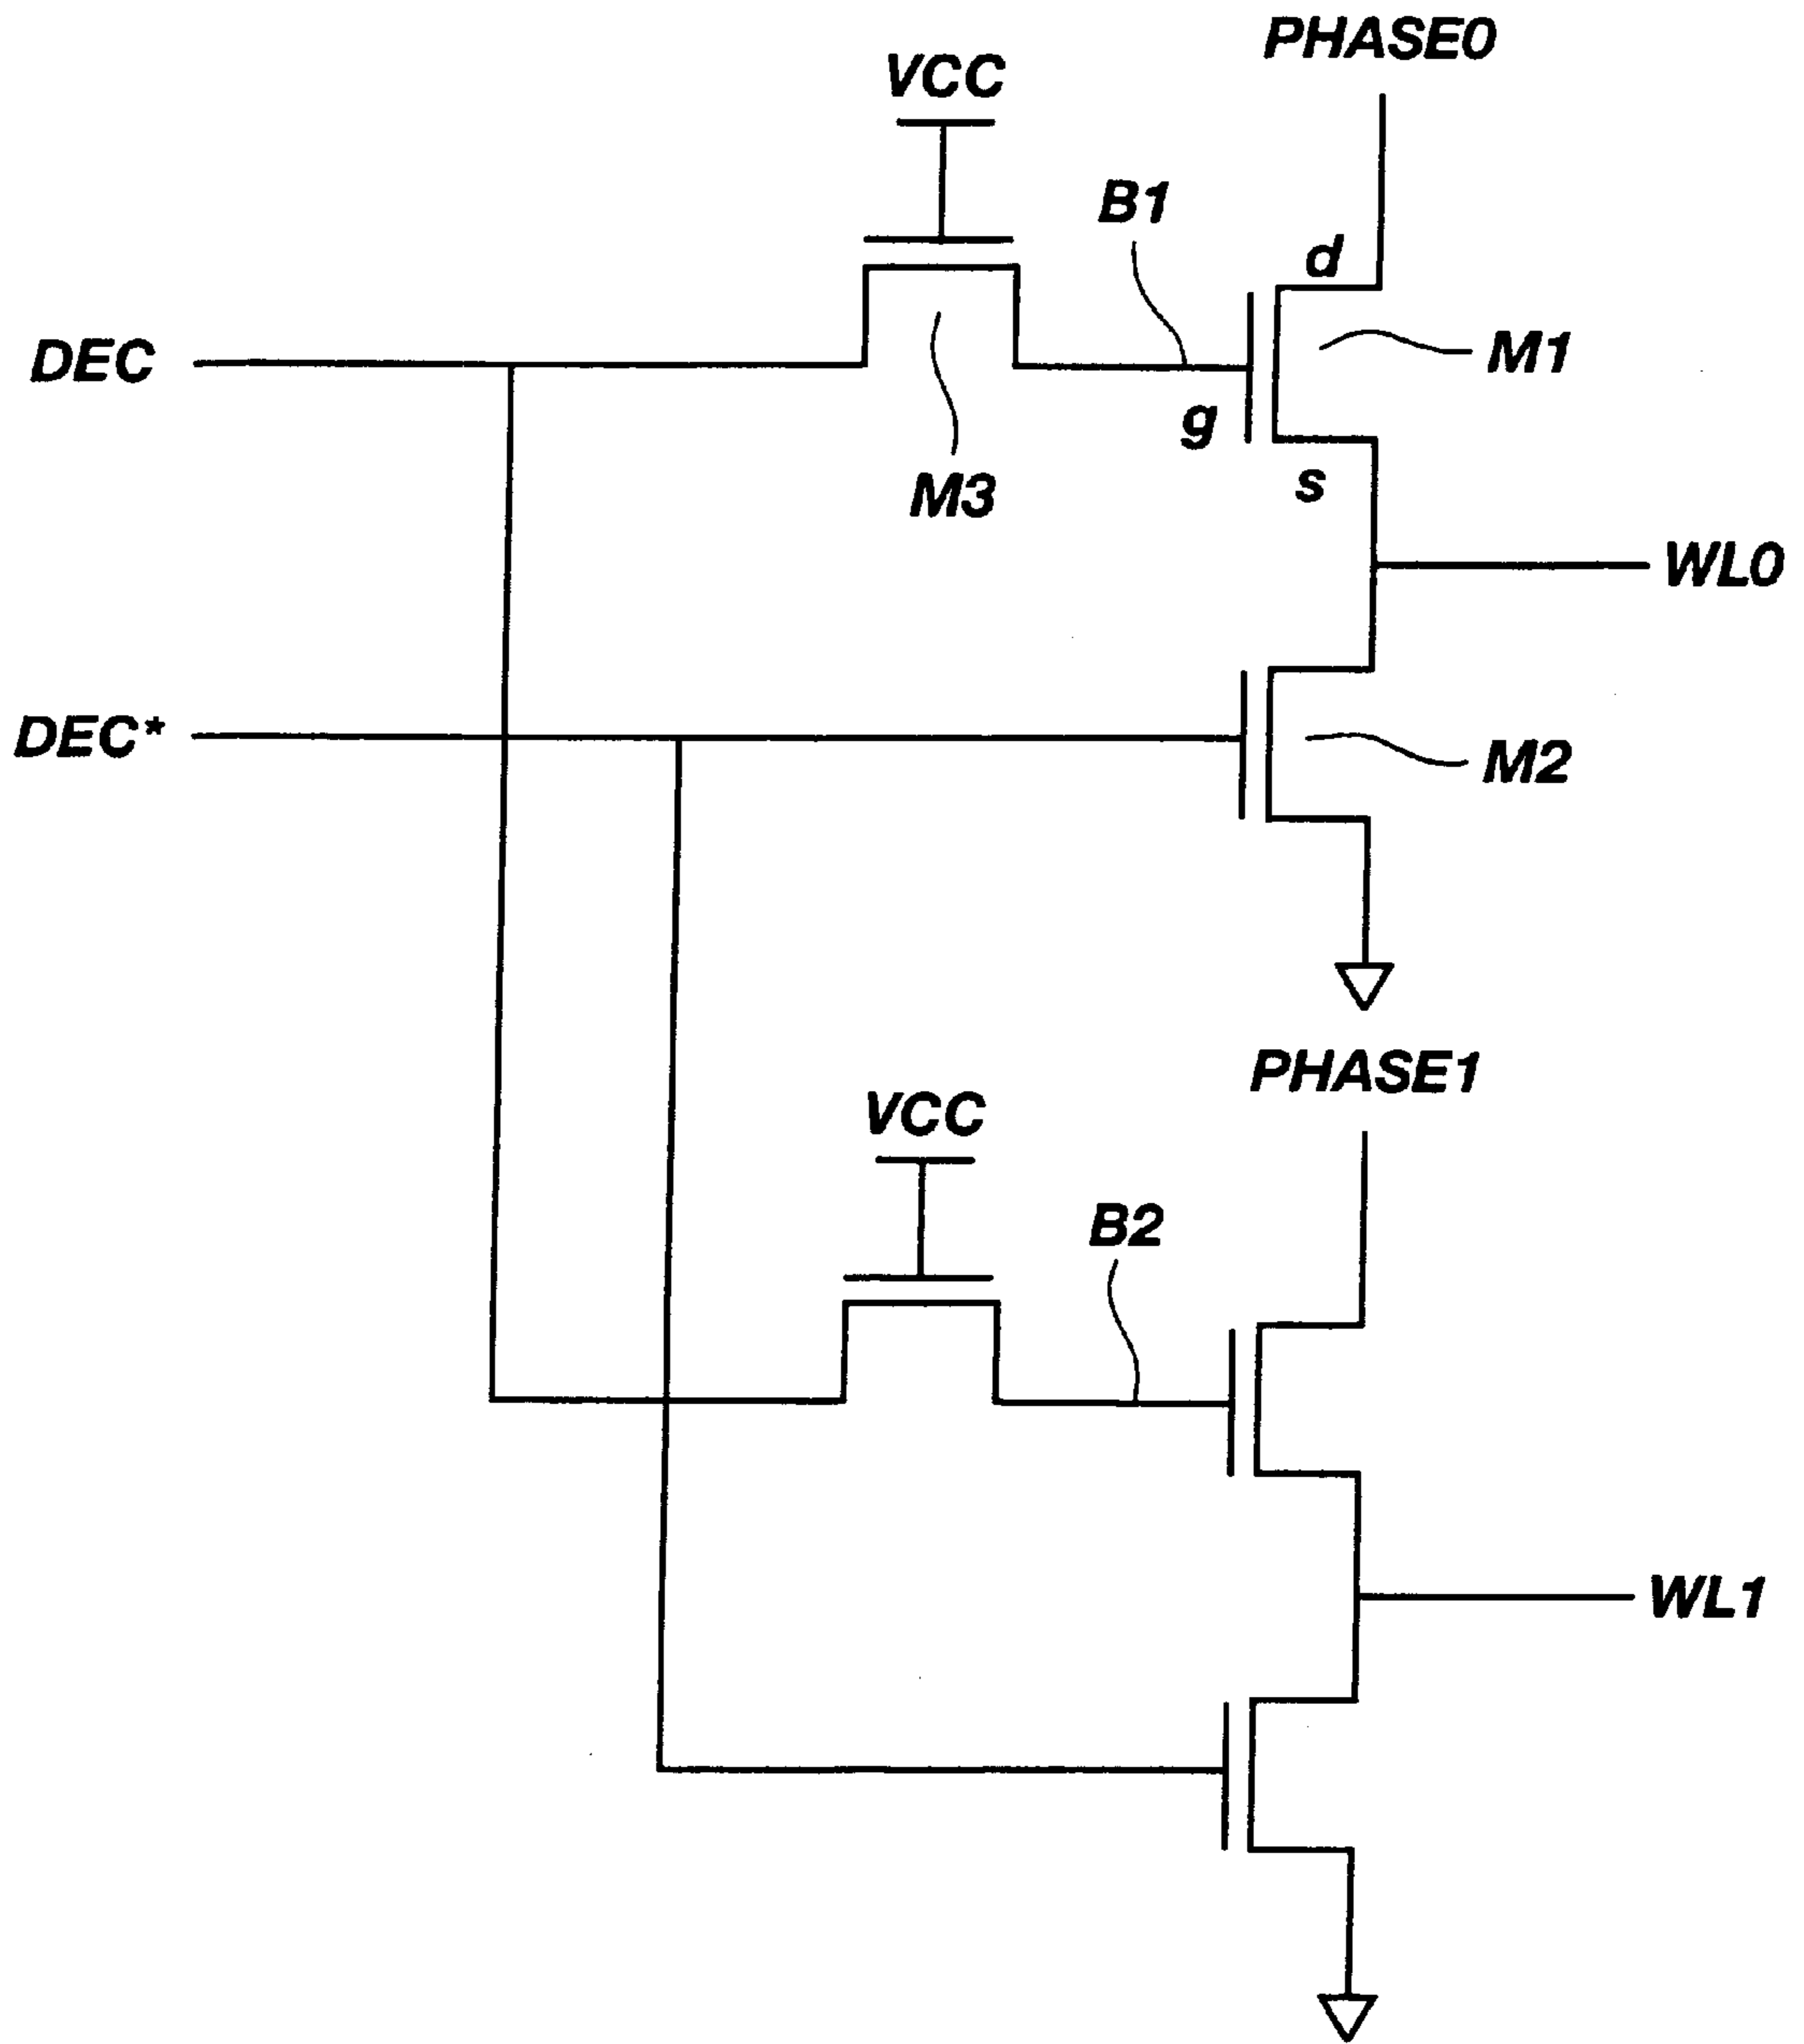 PHASE0
VCC
B1
d
DEC
M1
g
M3
s
WL0
DEC*
M2
PHASE1
VCC
B2
WL1